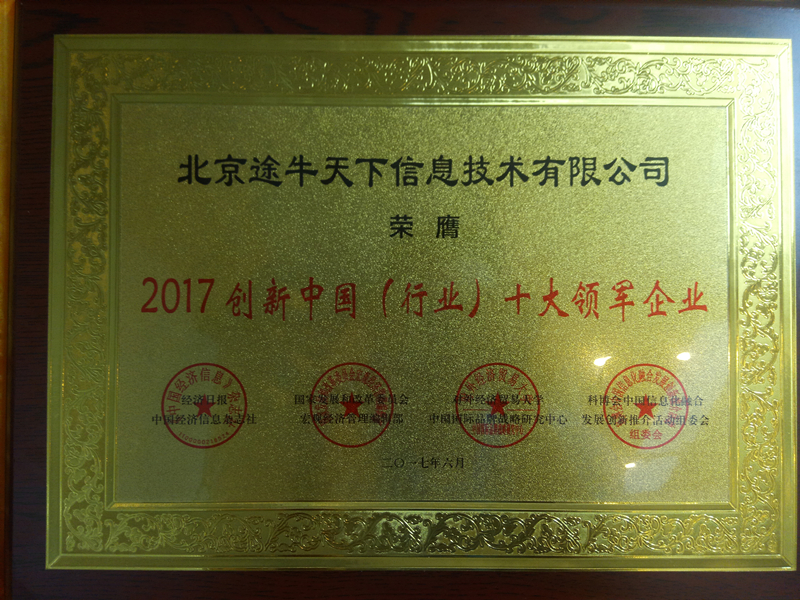 北京途牛天下信息技术有限公司
荣膺
2017创新中国（行业）十大领军企业
经济日报 国家发展和改革委员会 对外经济贸易大学 科博会中国信息化融合
中国经济信息杂志社 宏观经济管理编辑部 中模国际品牌战略研究中心 发展创新推介活动组委会
组委会
二〇一七年六月